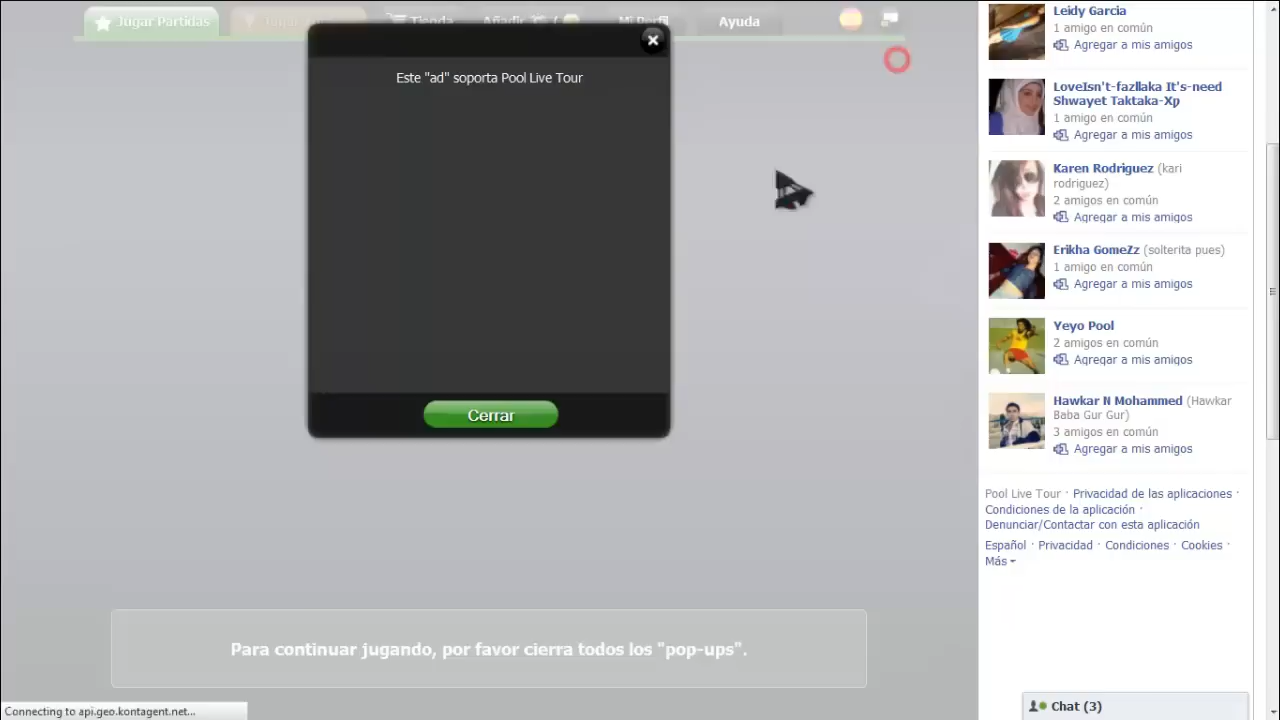 Jugar Partidas
Jugar
Tienda
Añadir
Mi Perfil
Ayuda
Este "ad" soporta Pool Live Tour
Cerrar
Para continuar jugando, por favor cierra todos los "pop-ups".
Connecting to api.geo.kontagent.net...
Leidy Garcia
1 amigo en común
Agregar a mis amigos
LoveIsn't-fazllaka It's-need
Shwayet Taktaka-Xp
1 amigo en común
Agregar a mis amigos
Karen Rodriguez (kari
rodriguez)
2 amigos en común
Agregar a mis amigos
Erikha GomeZz (solterita pues)
1 amigo en común
Agregar a mis amigos
Yeyo Pool
2 amigos en común
Agregar a mis amigos
Hawkar N Mohammed (Hawkar
Baba Gur Gur)
3 amigos en común
Agregar a mis amigos
Pool Live Tour · Privacidad de las aplicaciones ·
Condiciones de la aplicación ·
Denunciar/Contactar con esta aplicación
Español · Privacidad · Condiciones · Cookies ·
Más
Chat (3)